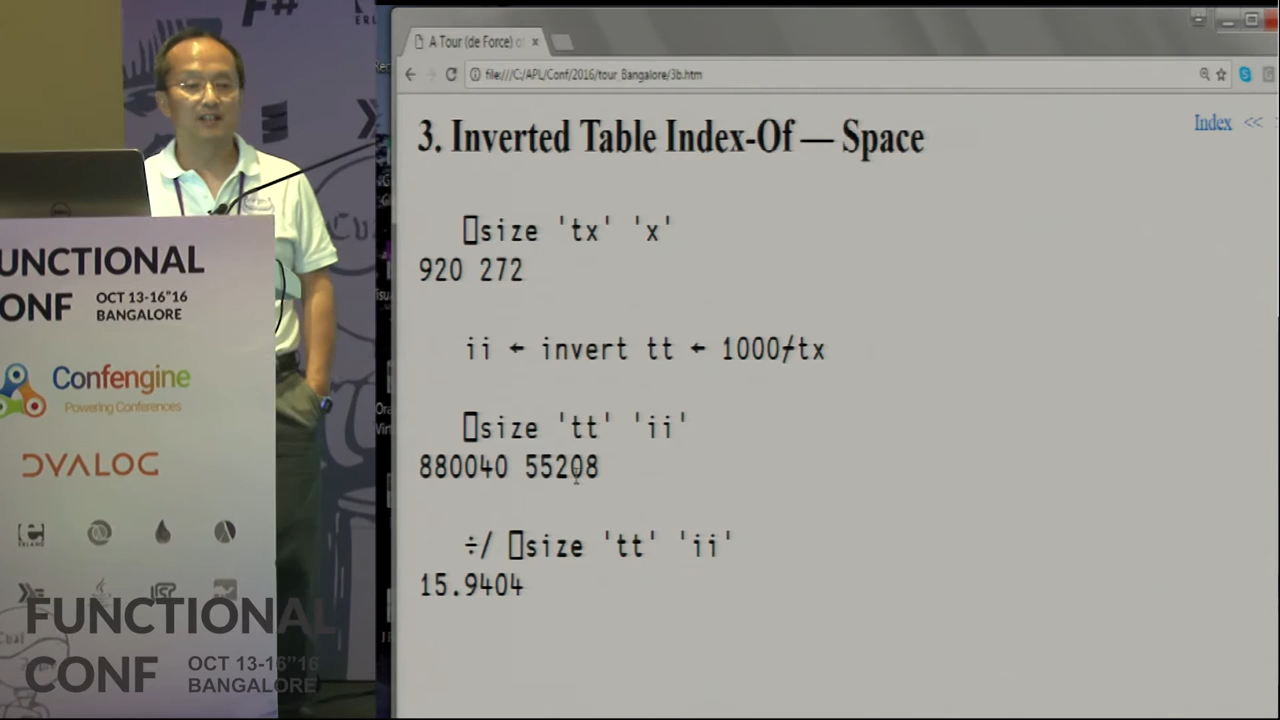 F#
A Tour (de Force) o
file:///C:/APL/Conf/2016/tour Bangalore/3b.htm
3. Inverted Table Index-Of — Space
Index <<
⎕size 'tx' 'x'
920 272
ii ← invert tt ← 1000⌿tx
⎕size 'tt' 'ii'
880040 55208
÷/ ⎕size 'tt' 'ii'
15.9404
UNCTIONAL
ONF
OCT 13-16"16
BANGALORE
Confengine
Powering Conferences
DYALOG
FUNCTIONAL
CONF
OCT 13-16"16
BANGALORE